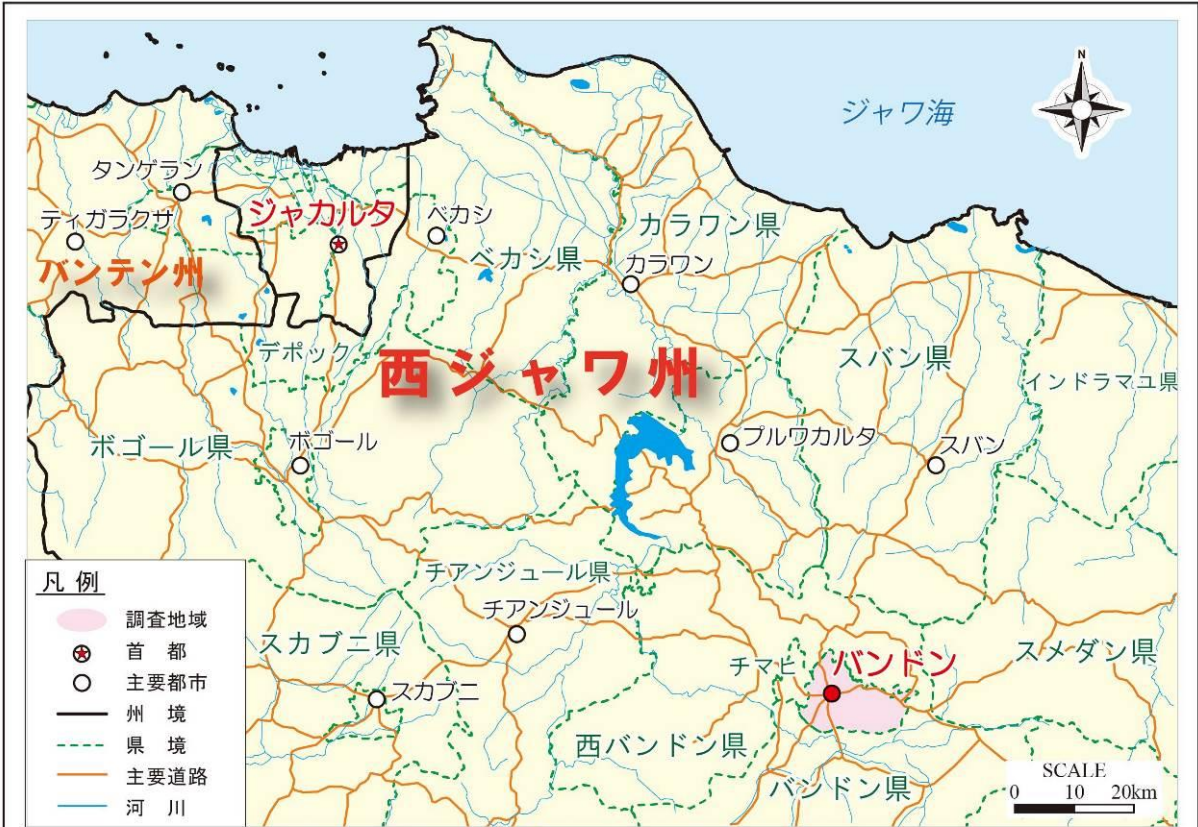 N
ジャワ海
タンゲラン
ティガラクサ
ジャカルタ
ベカシ
バンテン州
ベカシ県
カラワン県
カラワン
デポック
西ジャワ州
スバン県
インドラマユ県
ボゴール県
ボゴール
プルワカルタ
スバン
チアンジュール県
チアンジュール
スカブニ県
スカブニ
チマヒ
バンドン
スメダン県
西バンドン県
バンドン県
凡例
調査地域
首都
主要都市
州境
県境
主要道路
河川
SCALE
0 10 20km